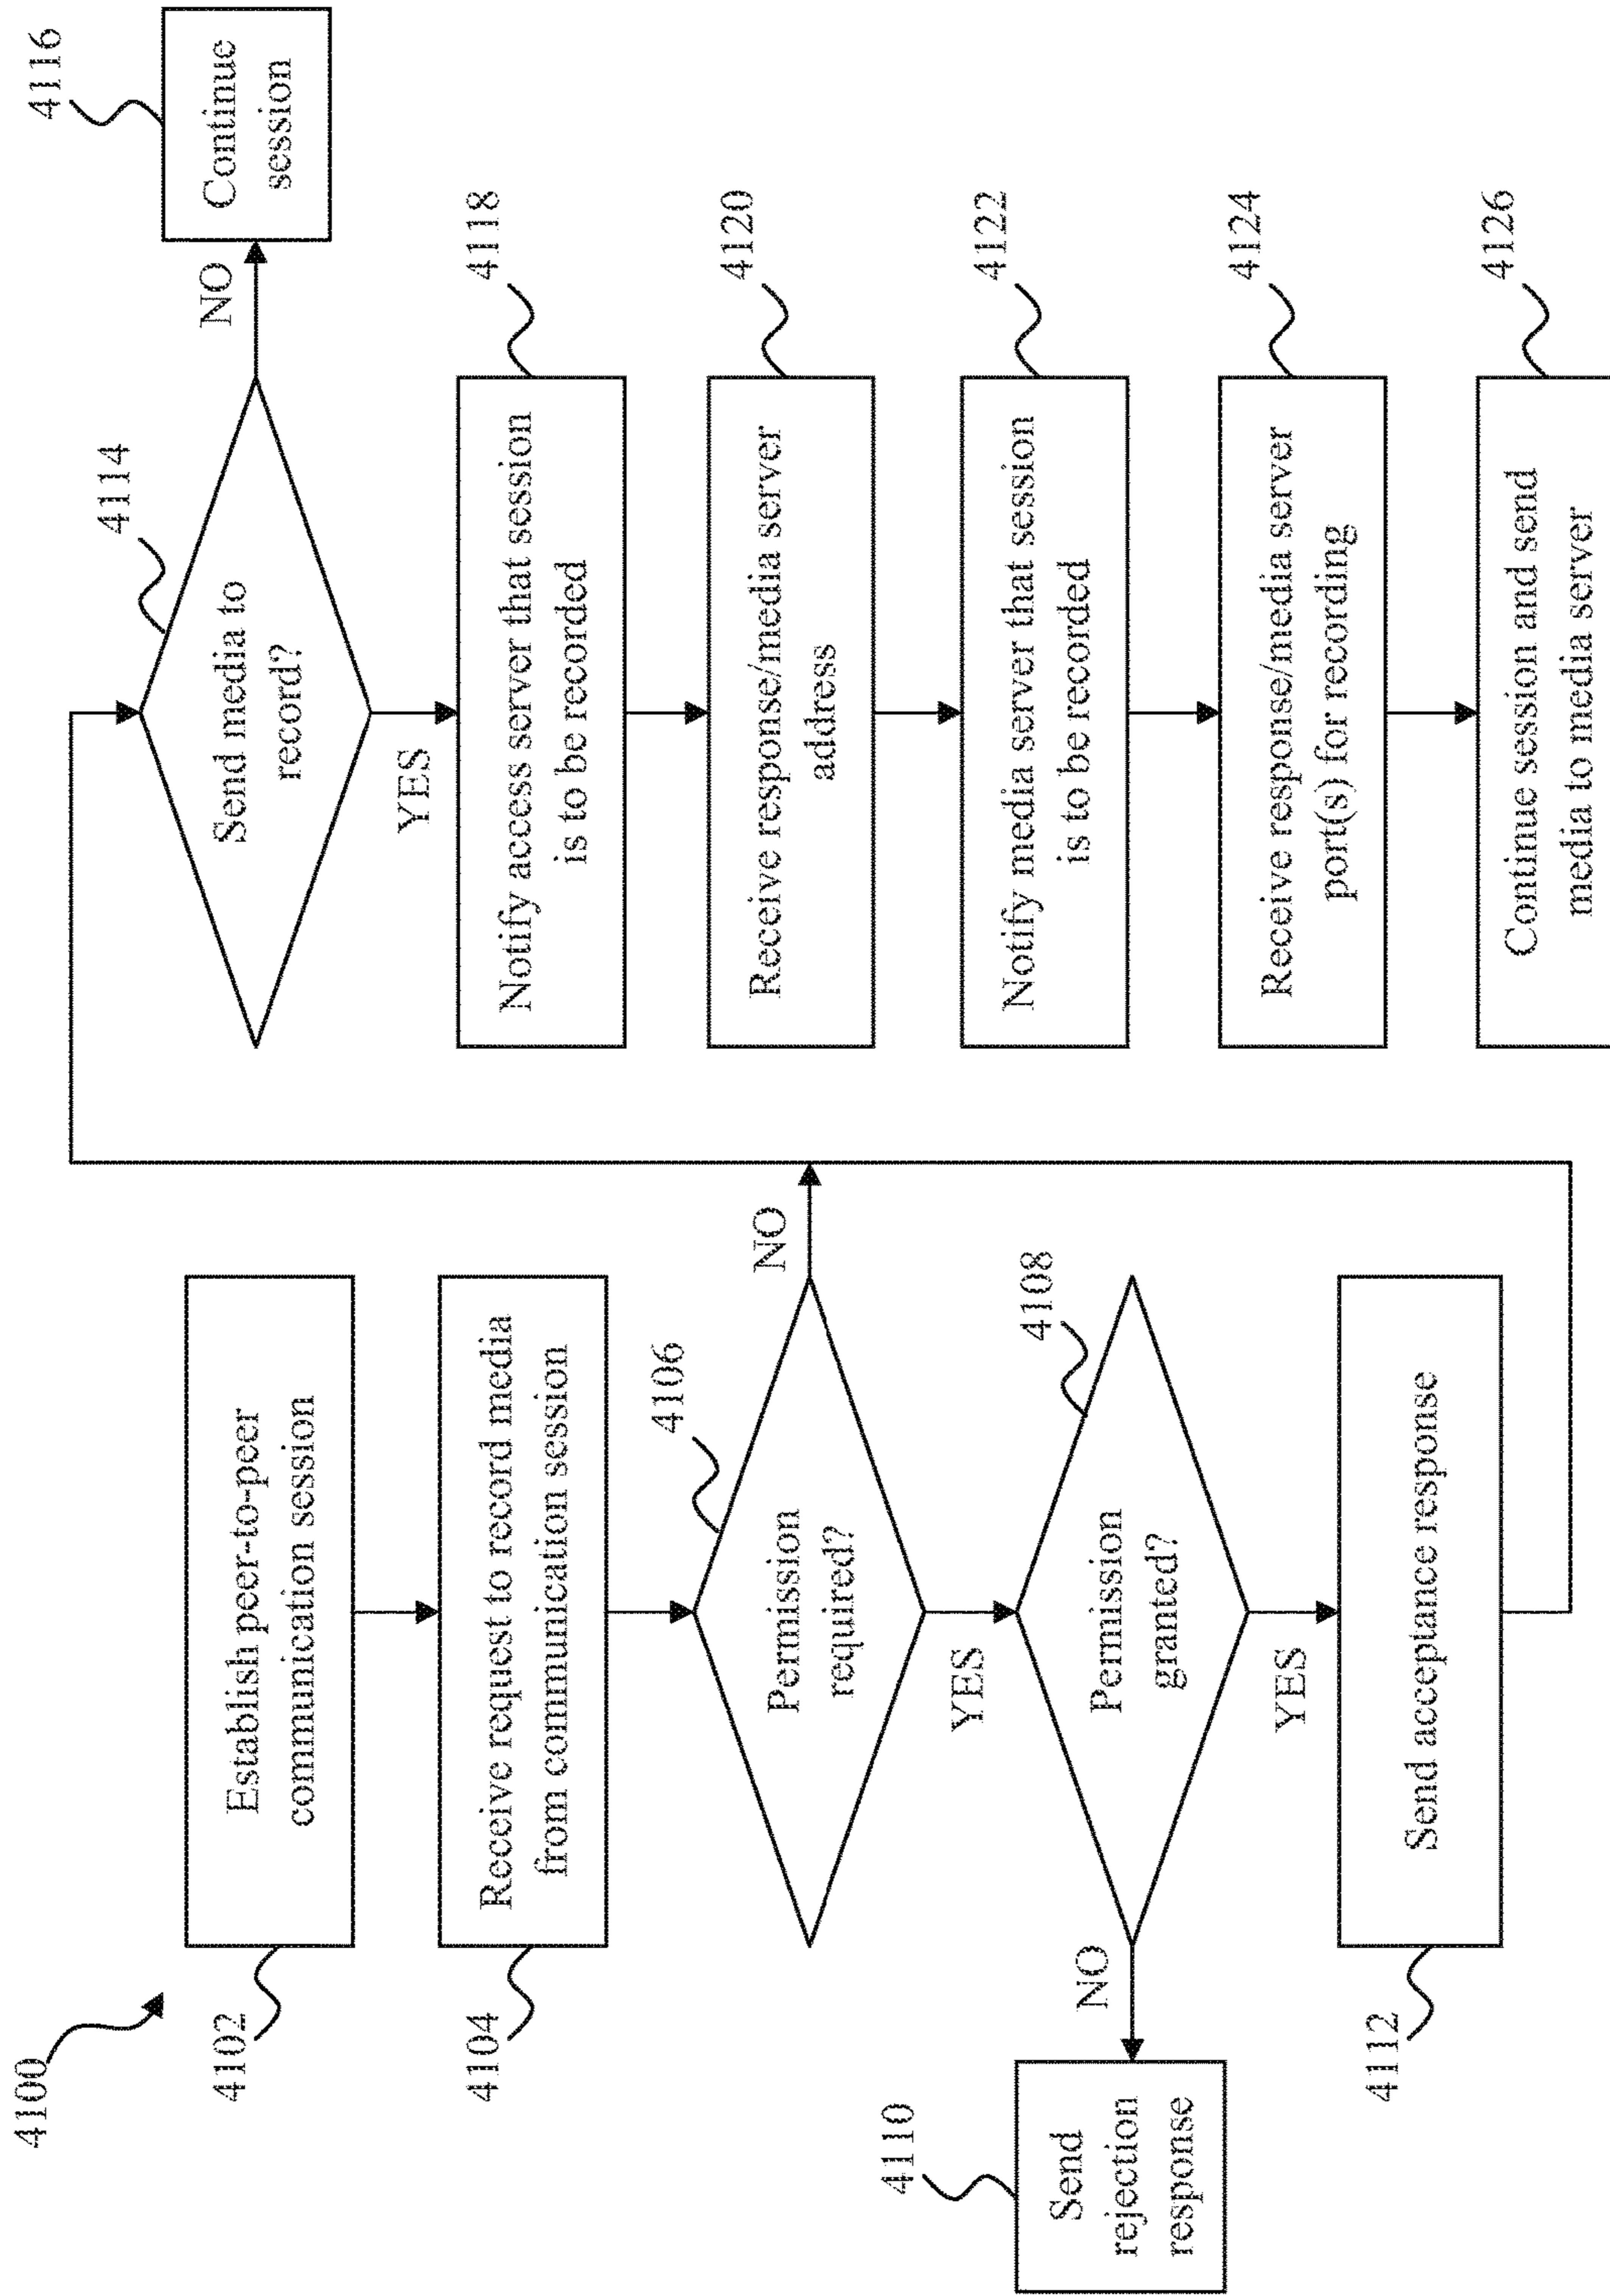 4100
4102
Establish peer-to-peer
communication session
4104
Receive request to record media
from communication session
4106
Permission
required?
NO
YES
4108
Permission
granted?
NO
4110
Send
rejection
response
YES
4112
Send acceptance response
4114
Send media to
record?
NO
4116
Continue
session
YES
4118
Notify access server that session
is to be recorded
4120
Receive response/media server
address
4122
Notify media server that session
is to be recorded
4124
Receive response/media server
port(s) for recording
4126
Continue session and send
media to media server